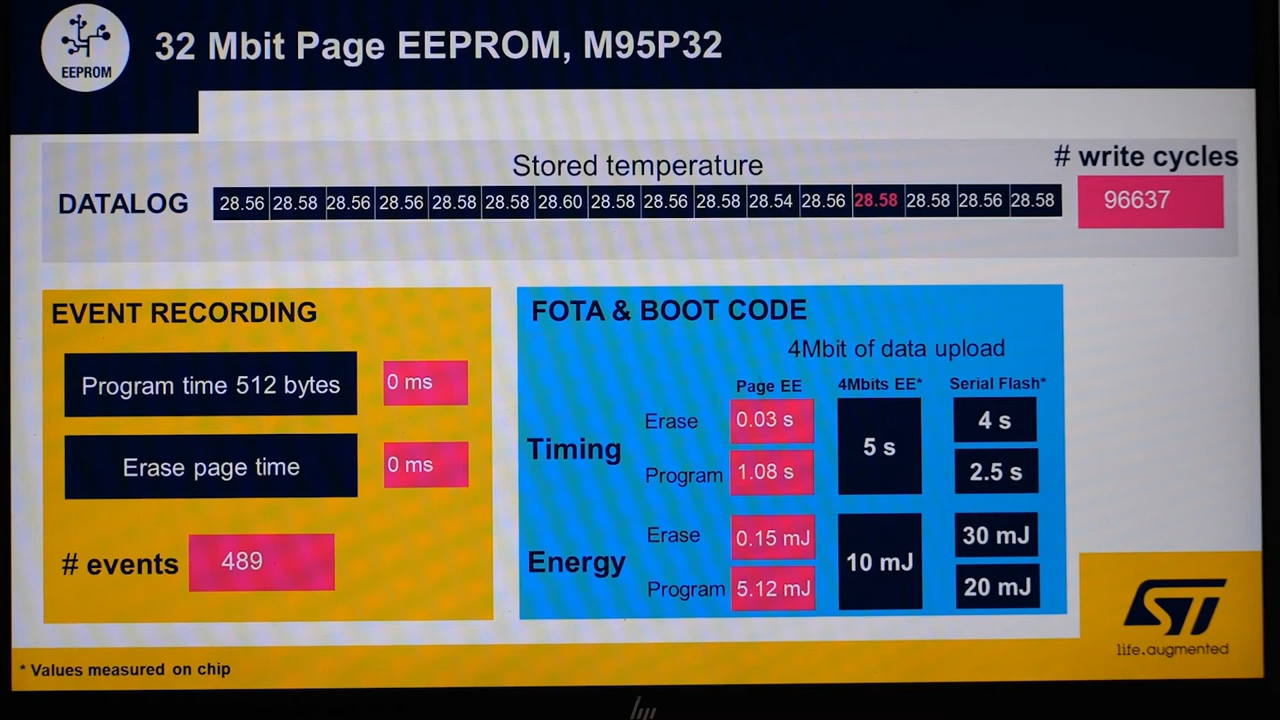 EEPROM
32 Mbit Page EEPROM, M95P32
Stored temperature
# write cycles
DATALOG
28.56 28.58 28.56 28.56 28.58 28.58 28.60 28.58 28.56 28.58 28.54 28.56 28.58 28.58 28.56 28.58
96637
EVENT RECORDING
Program time 512 bytes
0 ms
Erase page time
0 ms
# events
489
FOTA & BOOT CODE
4Mbit of data upload
Page EE 4Mbits EE* Serial Flash*
Timing
Erase 0.03 s
5 s
4 s
Program 1.08 s
2.5 s
Energy
Erase 0.15 mJ
10 mJ
30 mJ
Program 5.12 mJ
20 mJ
ST
life.augmented
* Values measured on chip
hp